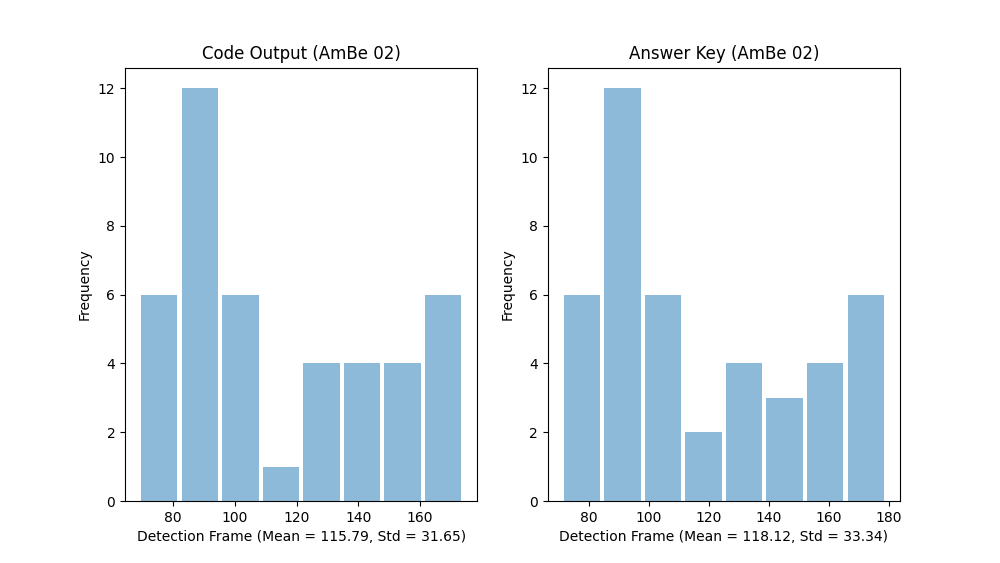 Code Output (AmBe 02)
12
10
8
6
4
2
0
Frequency
80 100 120 140 160
Detection Frame (Mean = 115.79, Std = 31.65)
Answer Key (AmBe 02)
12
10
8
6
4
2
0
Frequency
80 100 120 140 160 180
Detection Frame (Mean = 118.12, Std = 33.34)